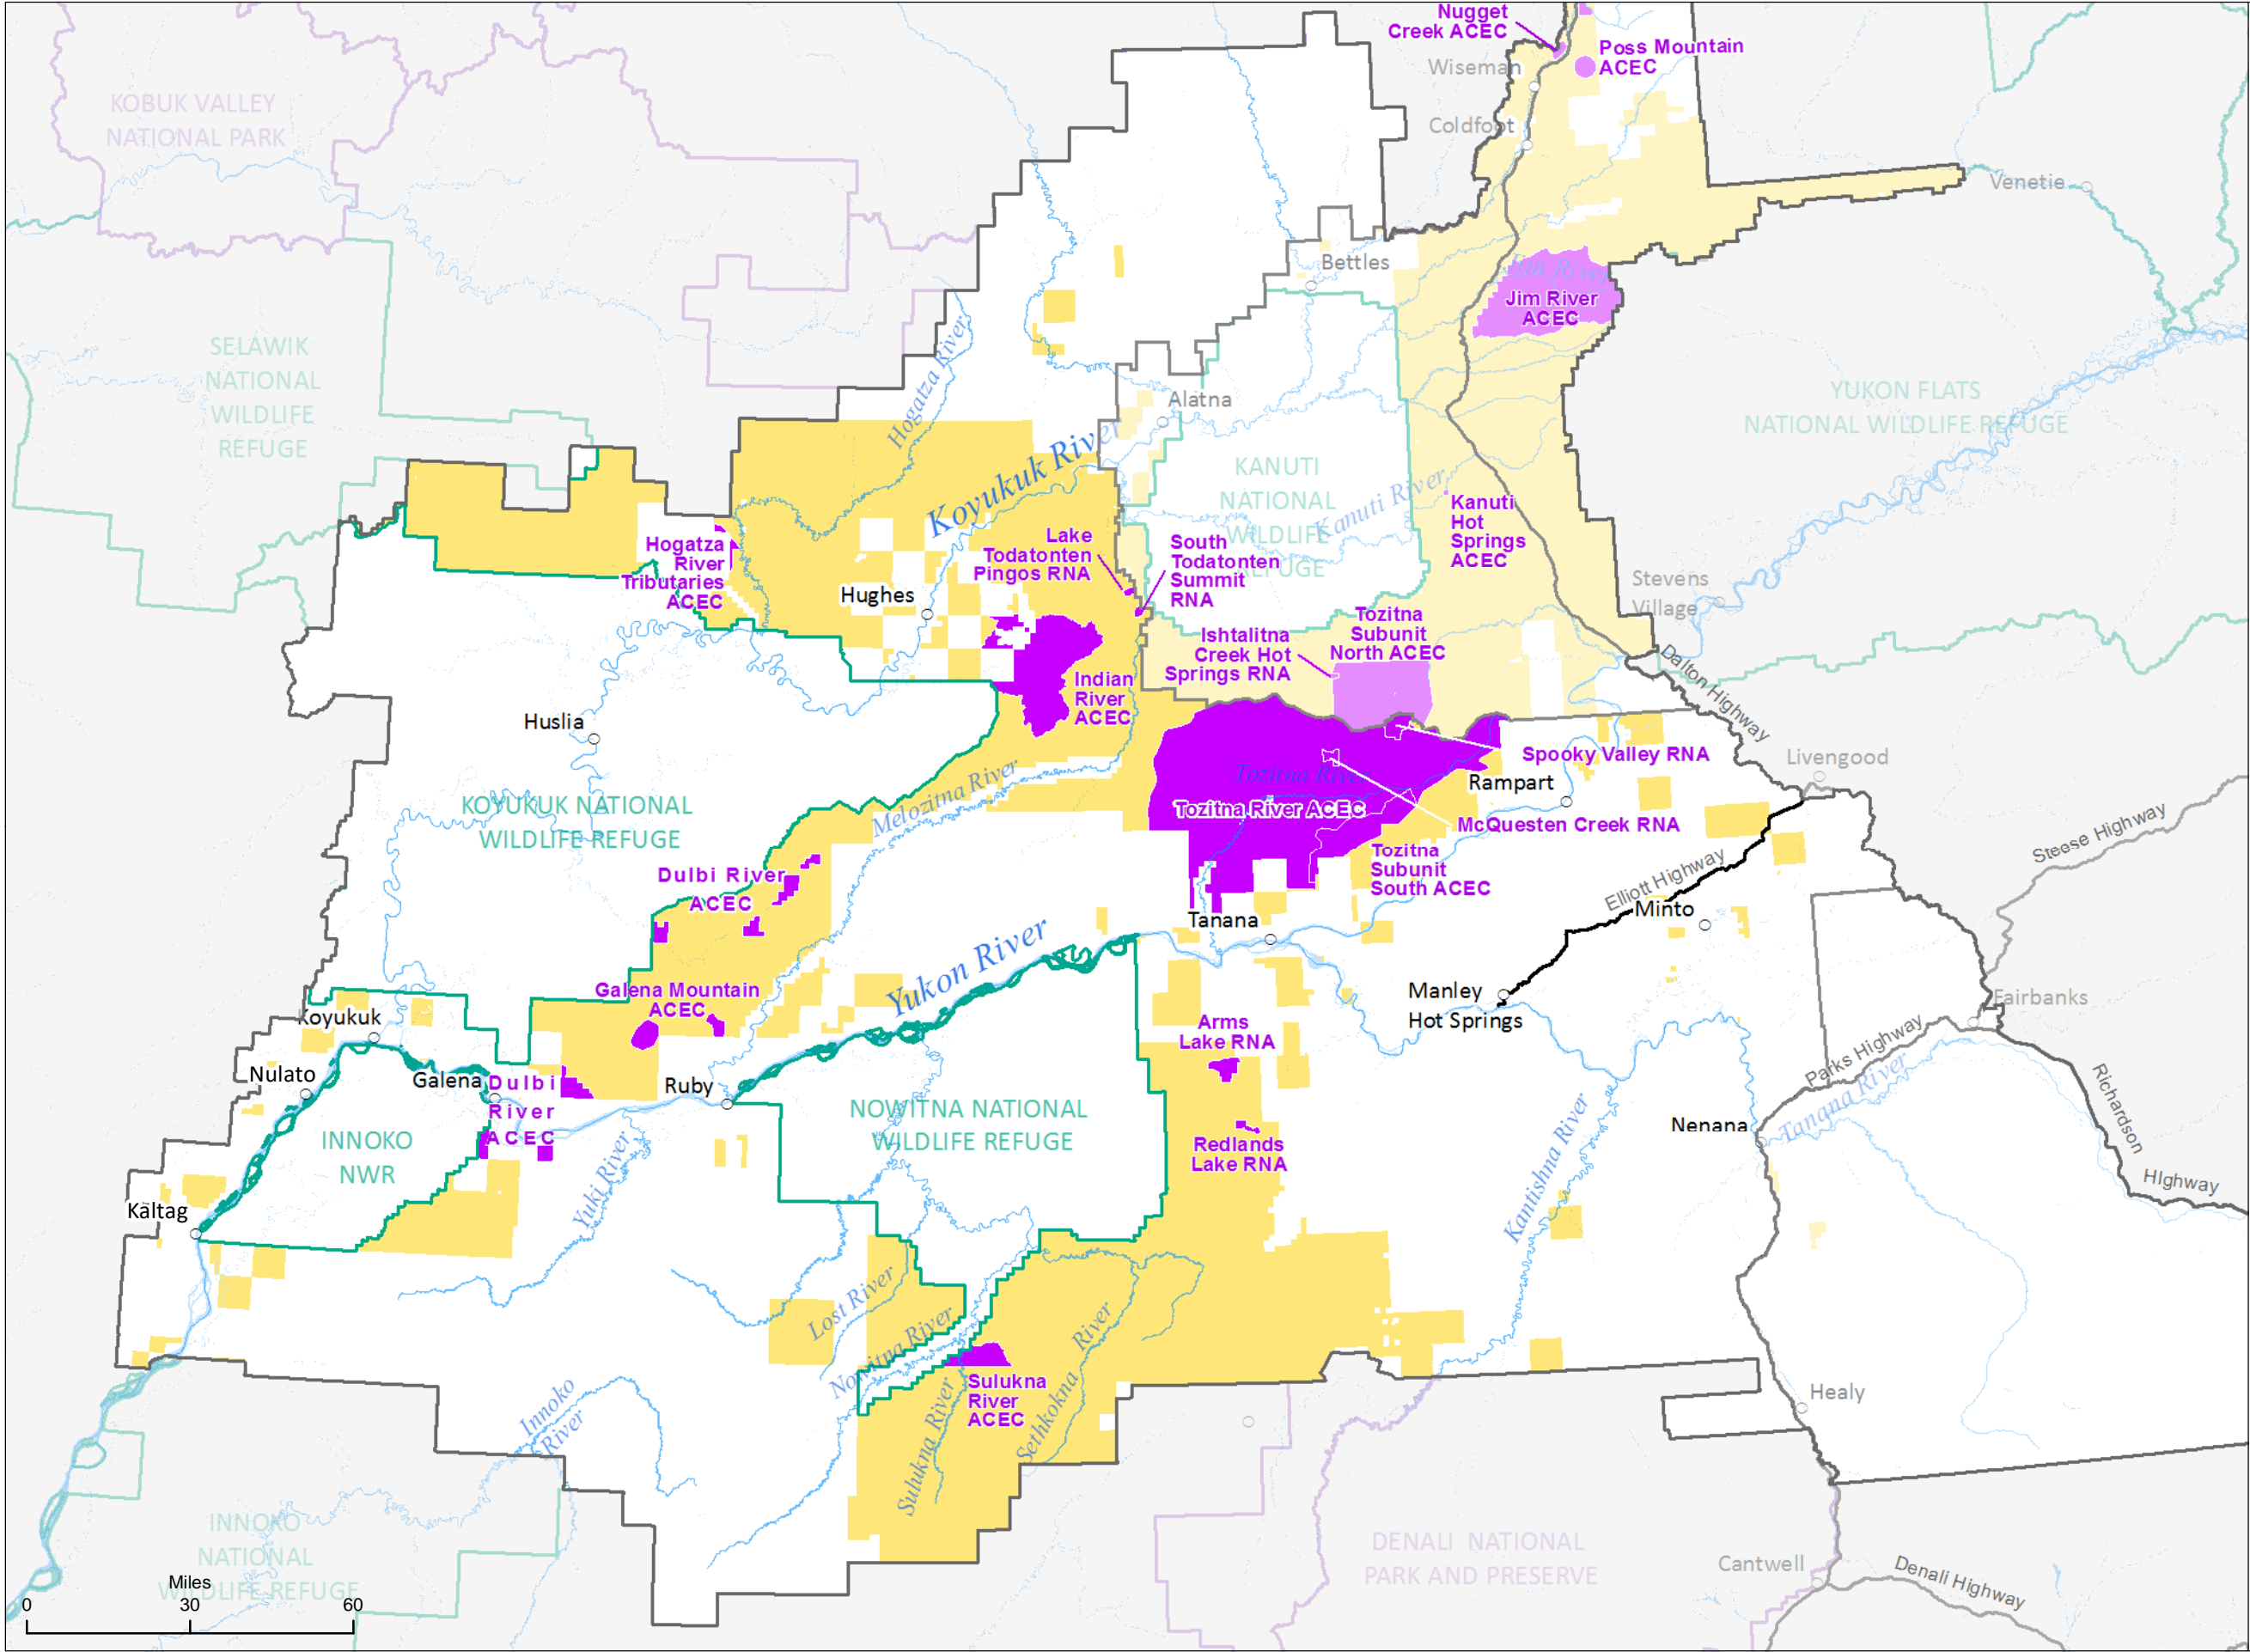 Nugget
Creek ACEC
Poss Mountain
ACEC
Wiseman
KOBUK VALLEY
NATIONAL PARK
Coldfoot
Venetie
Bettles
Jim River
Jim River
ACEC
SELAWIK
NATIONAL
WILDLIFE
REFUGE
Hogatza River
Alatna
YUKON FLATS
NATIONAL WILDLIFE REFUGE
Koyukuk River
KANUTI
NATIONAL
WILDLIFE
REFUGE
Kanuti River
Kanuti
Hot
Springs
ACEC
Hogatza
River
Tributaries
ACEC
Lake
Todatonten
Pingos RNA
South
Todatonten
Summit
RNA
Hughes
Stevens
Village
Ishtalitna
Creek Hot
Springs RNA
Tozitna
Subunit
North ACEC
Indian
River
ACEC
Dalton Highway
Huslia
Spooky Valley RNA
Livengood
Tozitna River
Rampart
Melozitna River
KOYUKUK NATIONAL
WILDLIFE REFUGE
Tozitna River ACEC
McQuesten Creek RNA
Steese Highway
Tozitna
Subunit
South ACEC
Elliott Highway
Dulbi River
ACEC
Minto
Tanana
Yukon River
Galena Mountain
ACEC
Manley
Hot Springs
Fairbanks
Koyukuk
Arms
Lake RNA
Parks Highway
Nulato
Galena
Dulbi
River
ACEC
Ruby
NOWITNA NATIONAL
WILDLIFE REFUGE
Tanana River
Richardson
HIghway
INNOKO
NWR
Nenana
Redlands
Lake RNA
Kantishna River
Yuki River
Kaltag
Lost River
Nowitna River
Sulukna
River
ACEC
Sulukna River
Sethkokna River
Innoko
River
Healy
INNOKO
NATIONAL
WILDLIFE REFUGE
DENALI NATIONAL
PARK AND PRESERVE
Cantwell
Denali Highway
Miles
0 30 60